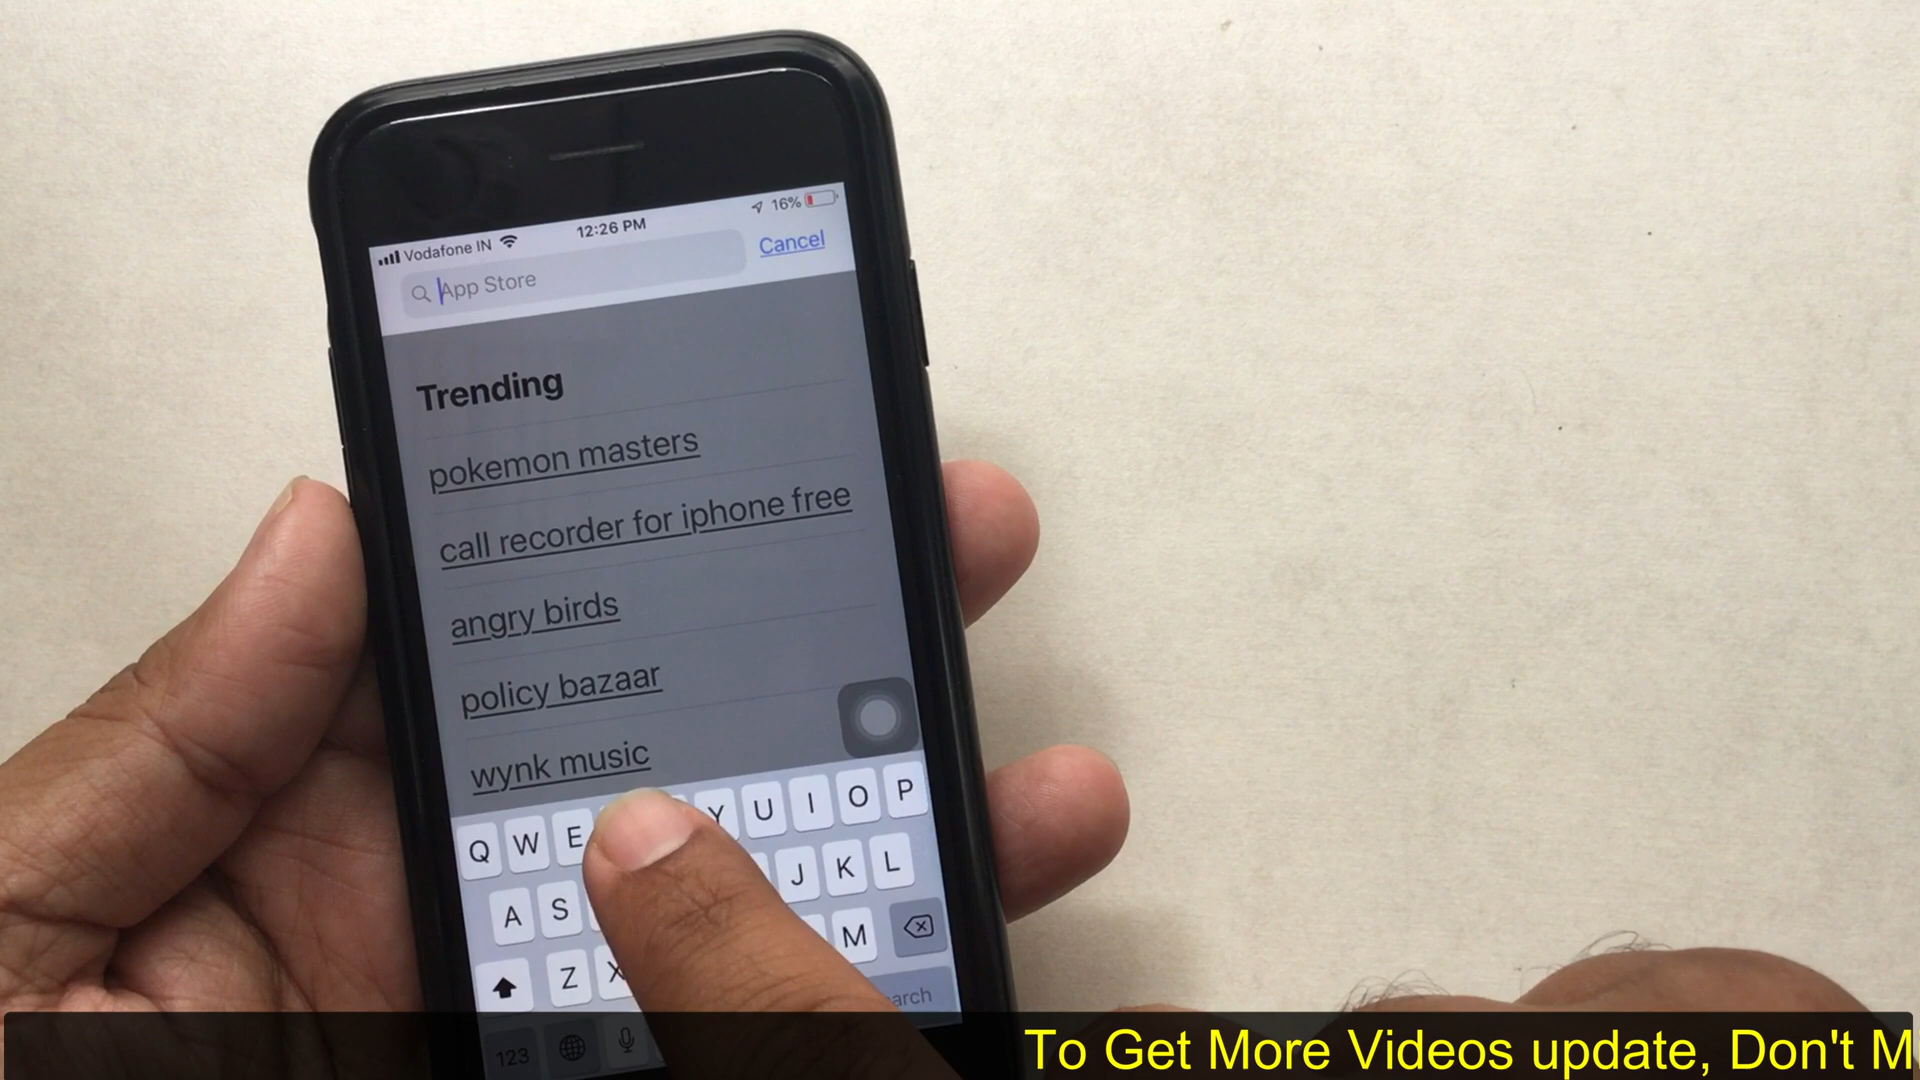 Vodafone IN 12:26 PM 16%
App Store Cancel
Trending
pokemon masters
call recorder for iphone free
angry birds
policy bazaar
wynk music
Q W E Y U I O P
A S J K L
Z X M
123 arch
To Get More Videos update, Don't M